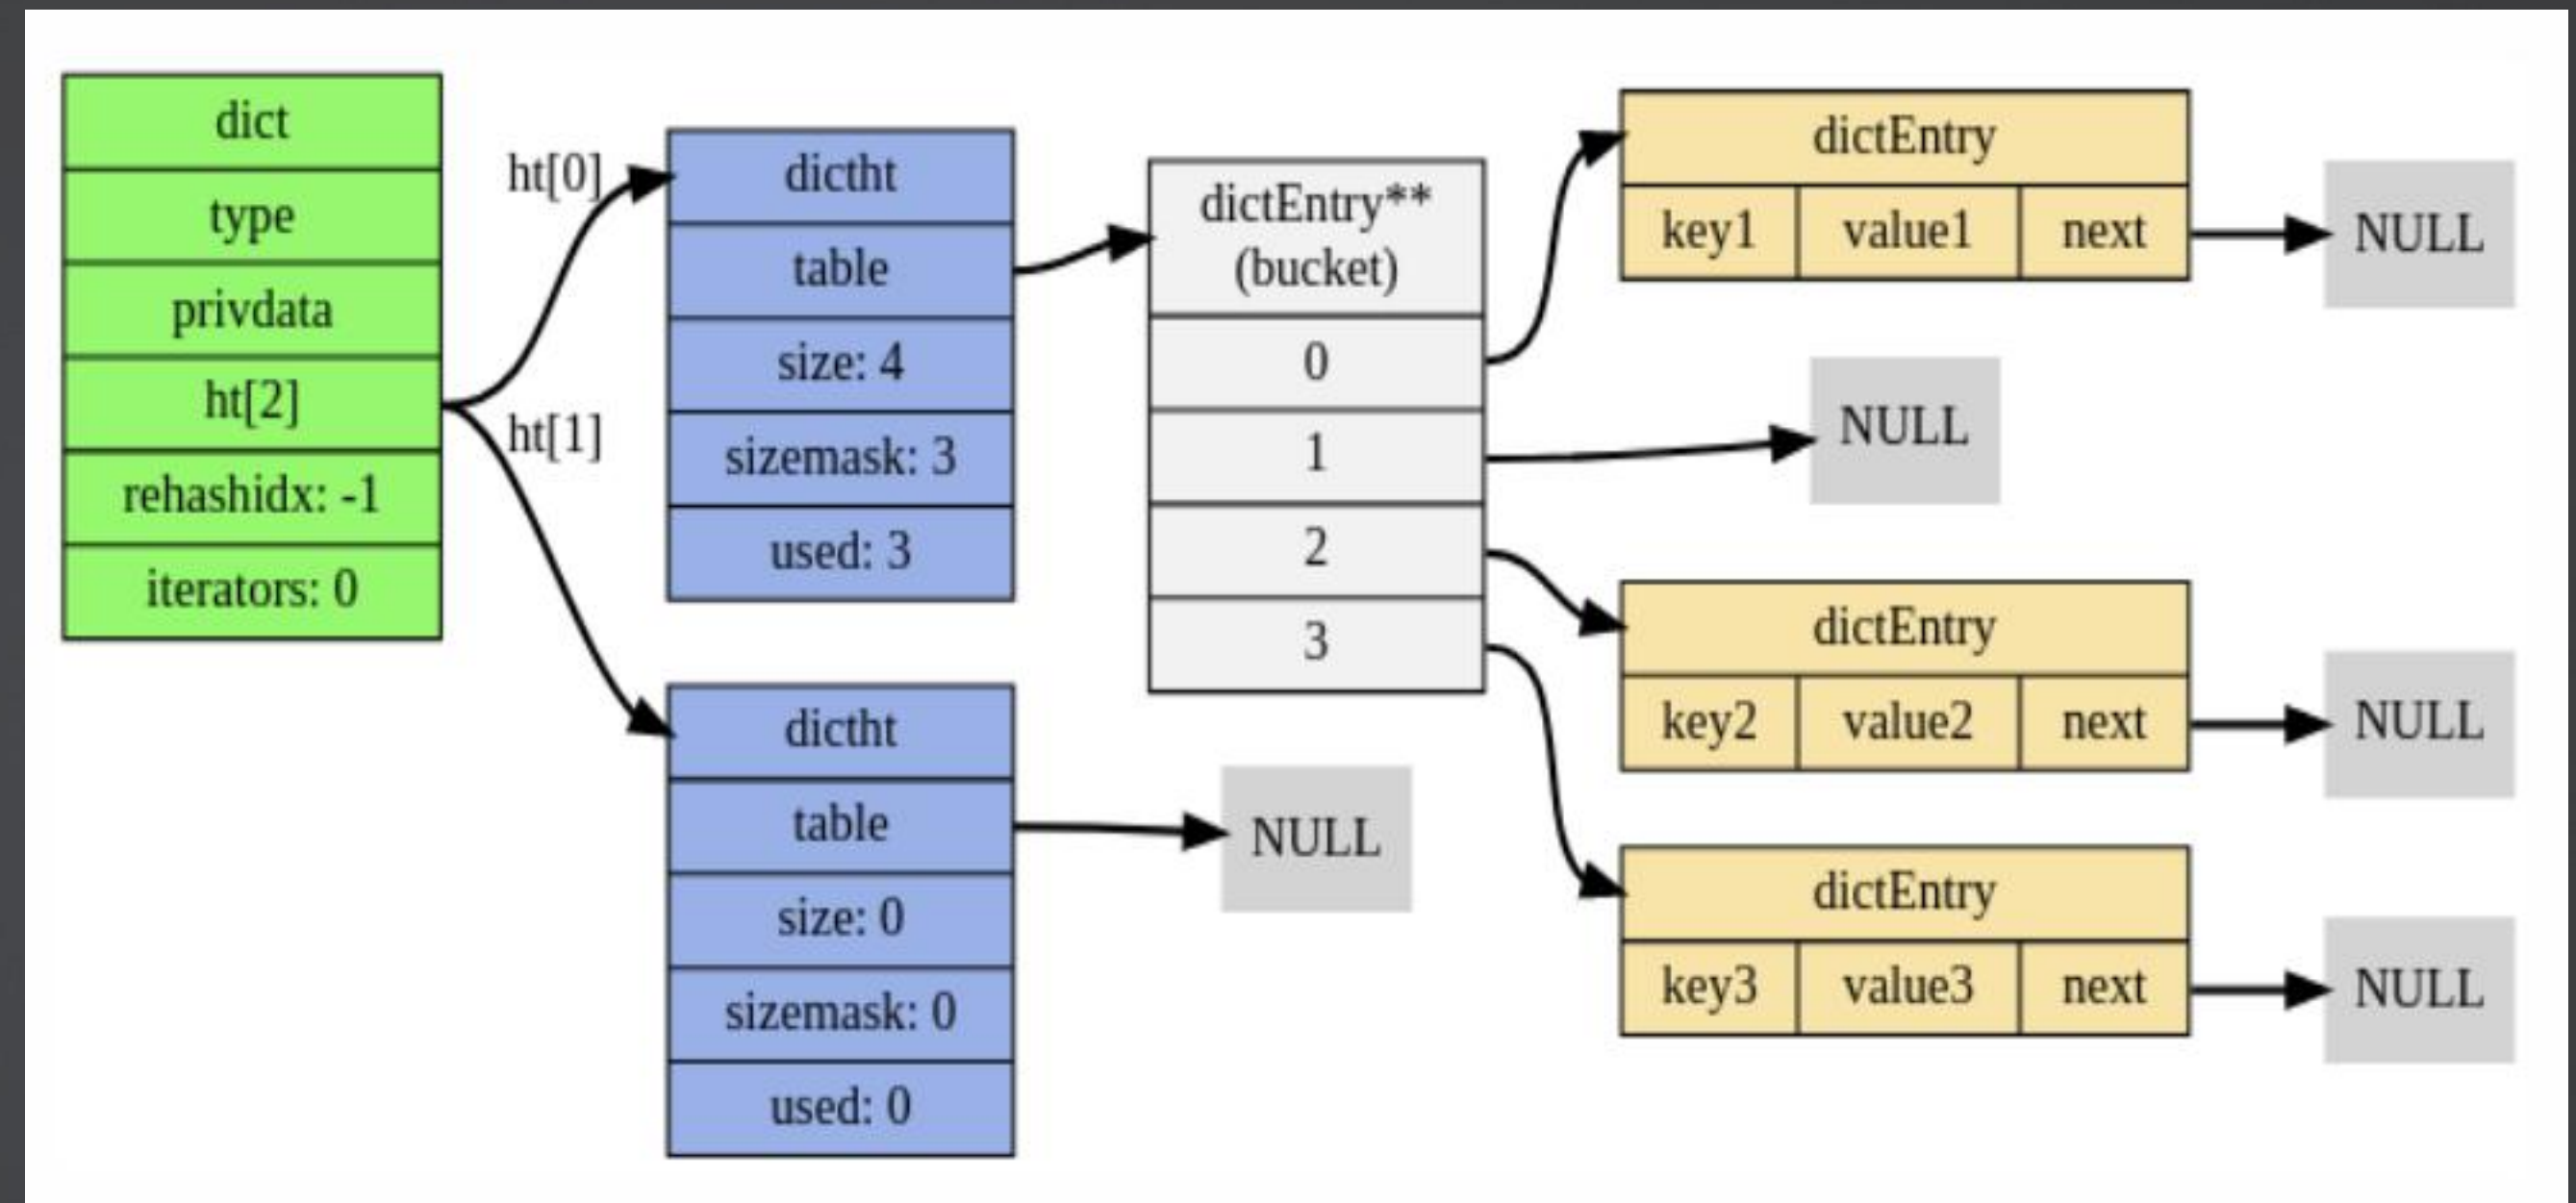 dict
type
privdata
ht[2]
rehashidx: -1
iterators: 0
ht[0]
ht[1]
dictht
table
size: 4
sizemask: 3
used: 3
dictht
table
size: 0
sizemask: 0
used: 0
dictEntry**
(bucket)
0
1
2
3
NULL
dictEntry
key1 value1 next
NULL
NULL
dictEntry
key2 value2 next
NULL
dictEntry
key3 value3 next
NULL